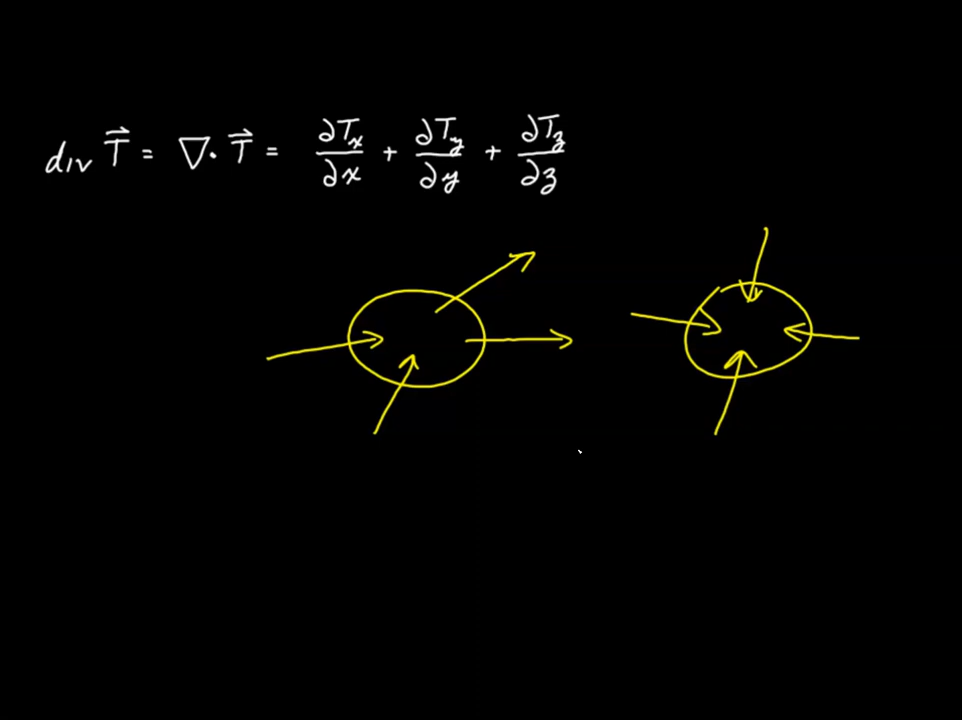 div T⃗ = ∇· T⃗ = ∂Tx/∂x + ∂Ty/∂y + ∂Tz/∂z